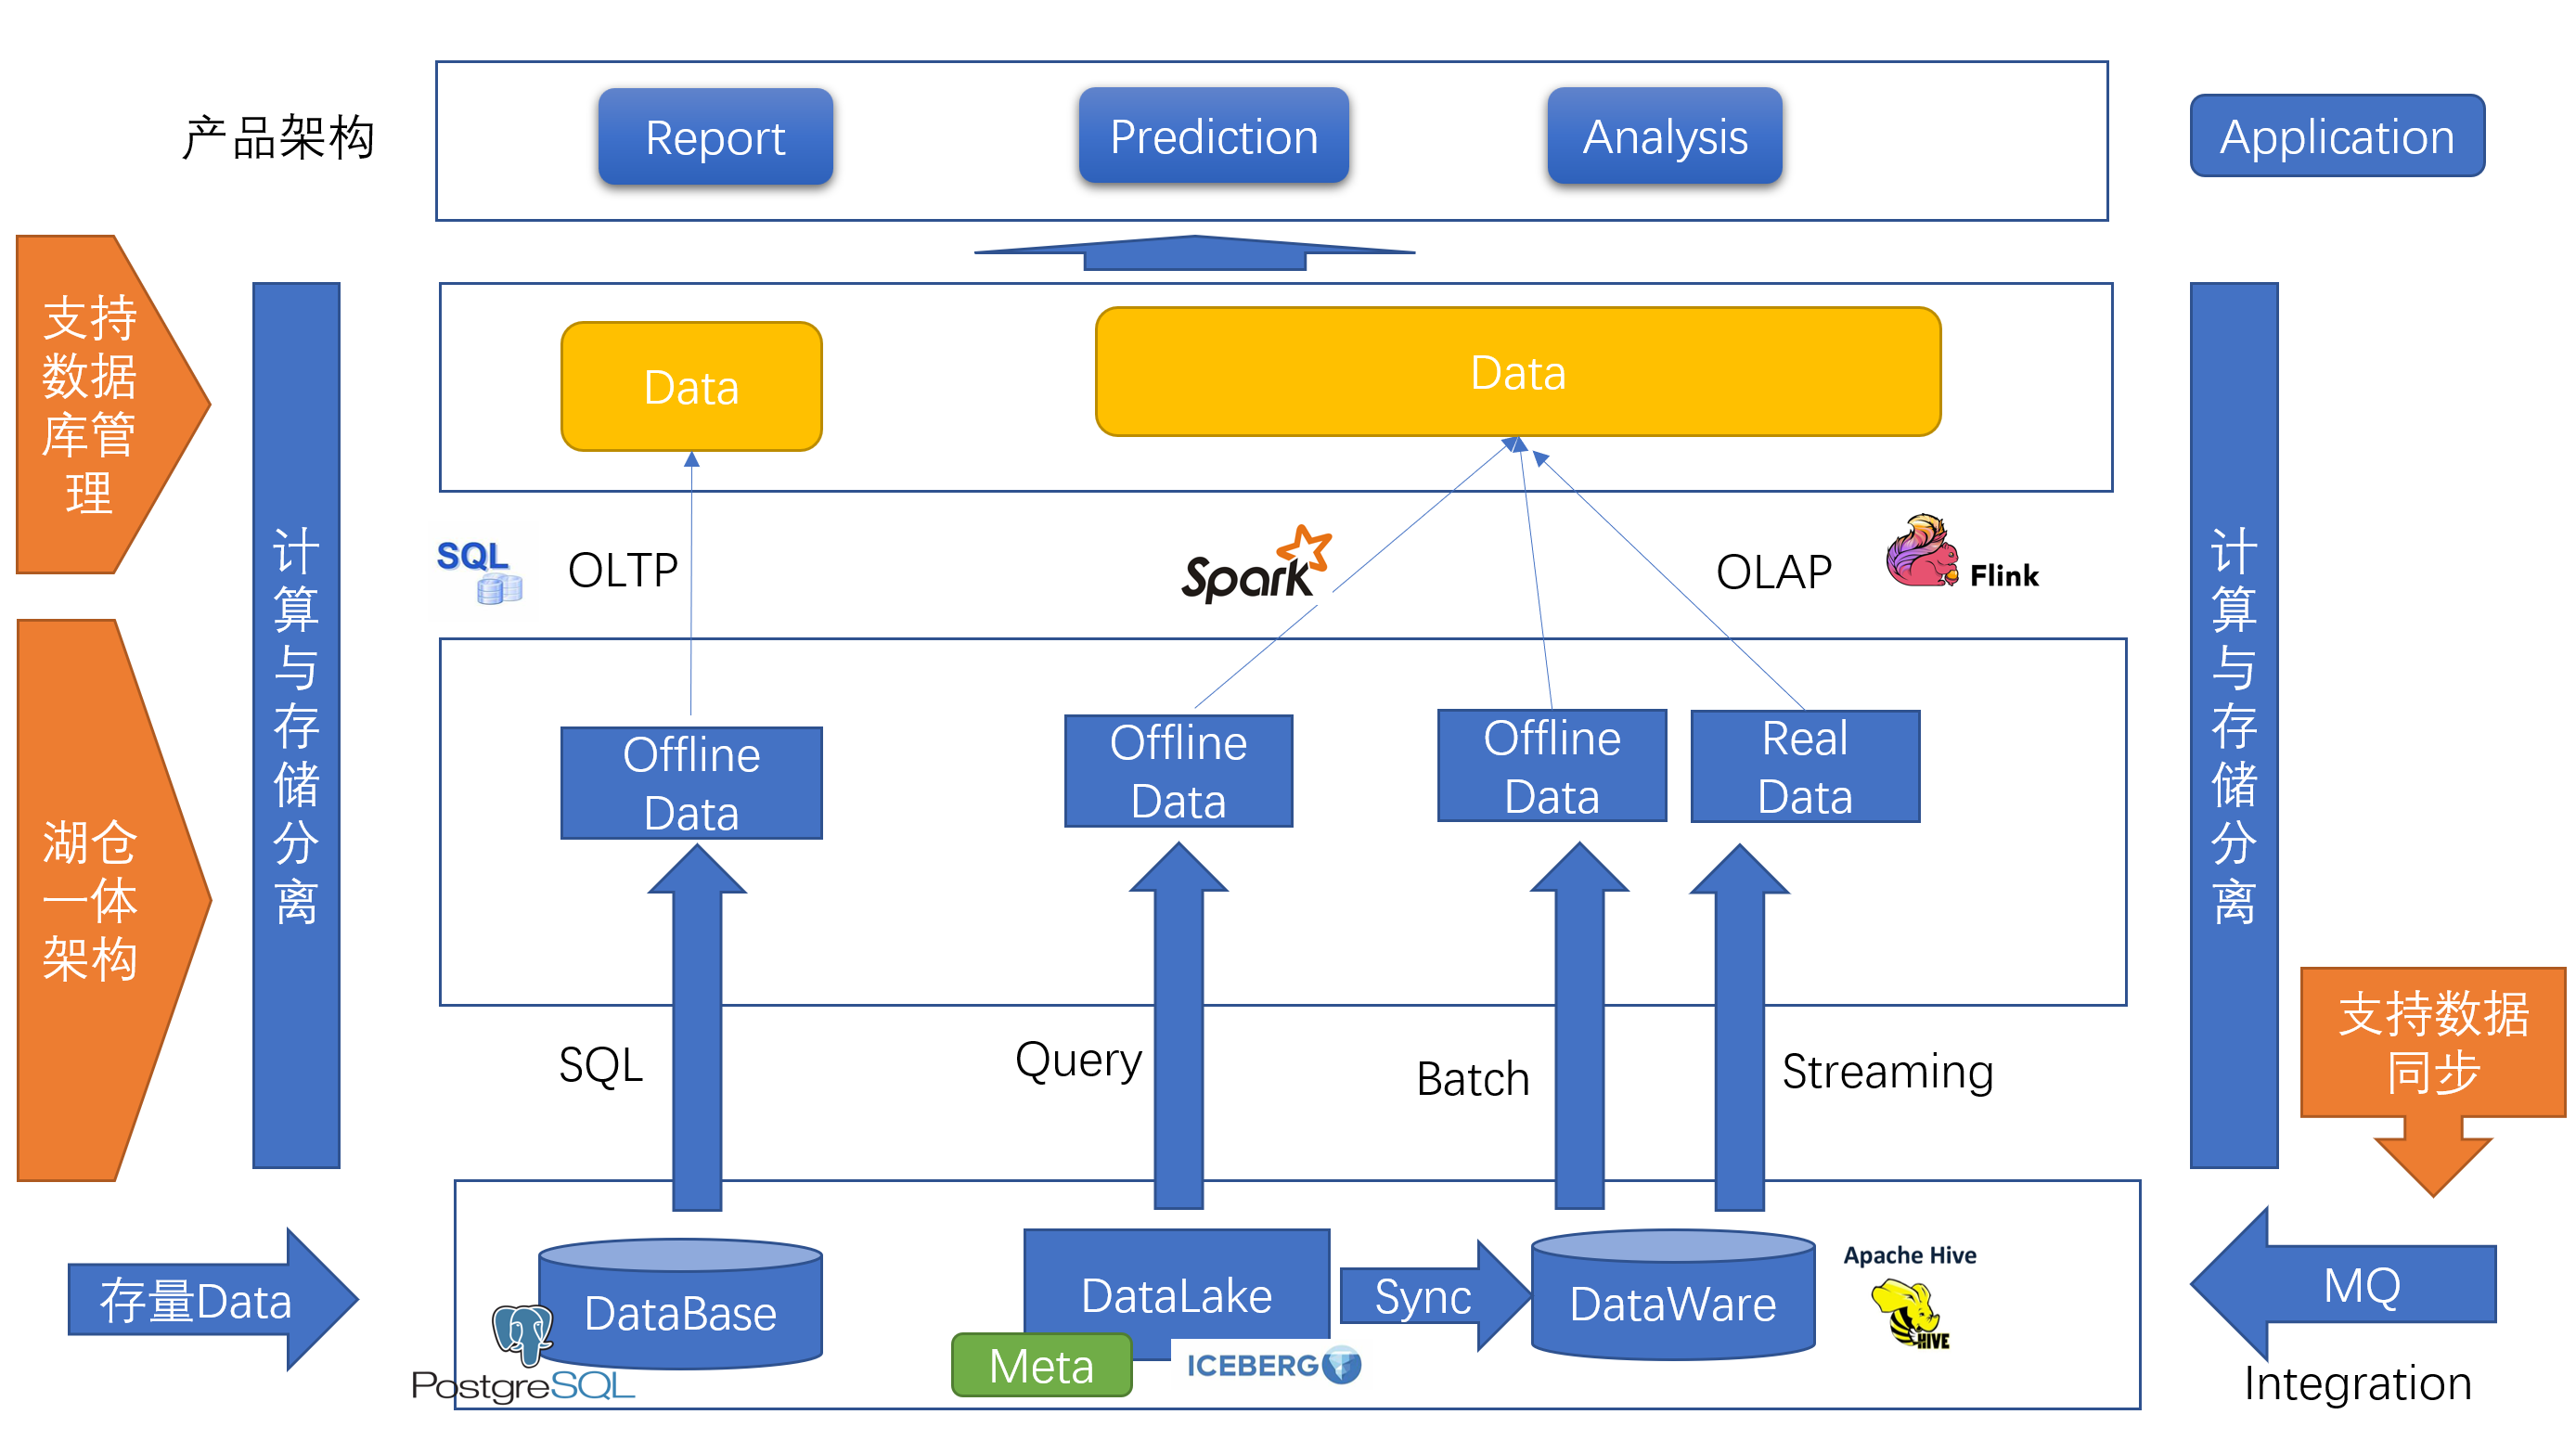 产品架构
Report
Prediction
Analysis
Application
支持
数据
库管
理
计
算
与
存
储
分
离
Data
Data
计
算
与
存
储
分
离
SQL
OLTP
Spark
OLAP
Flink
湖仓
一体
架构
Offline
Data
Offline
Data
Offline
Data
Real
Data
支持数据
同步
SQL
Query
Batch
Streaming
存量Data
DataBase
PostgreSQL
DataLake
Meta
ICEBERG
Sync
DataWare
Apache Hive
HIVE
MQ
Integration